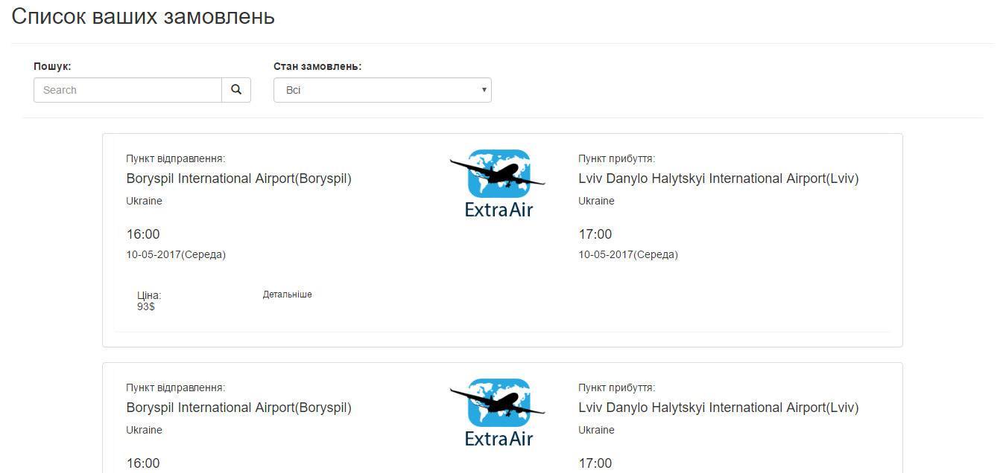 Список ваших замовлень
Пошук: Стан замовлень:
Search Всі
Пункт відправлення: Пункт прибуття:
Boryspil International Airport(Boryspil) Lviv Danylo Halytskyi International Airport(Lviv)
Ukraine Ukraine
ExtraAir
16:00 17:00
10-05-2017(Середа) 10-05-2017(Середа)
Ціна: Детальніше
93$
Пункт відправлення: Пункт прибуття:
Boryspil International Airport(Boryspil) Lviv Danylo Halytskyi International Airport(Lviv)
Ukraine Ukraine
ExtraAir
16:00 17:00